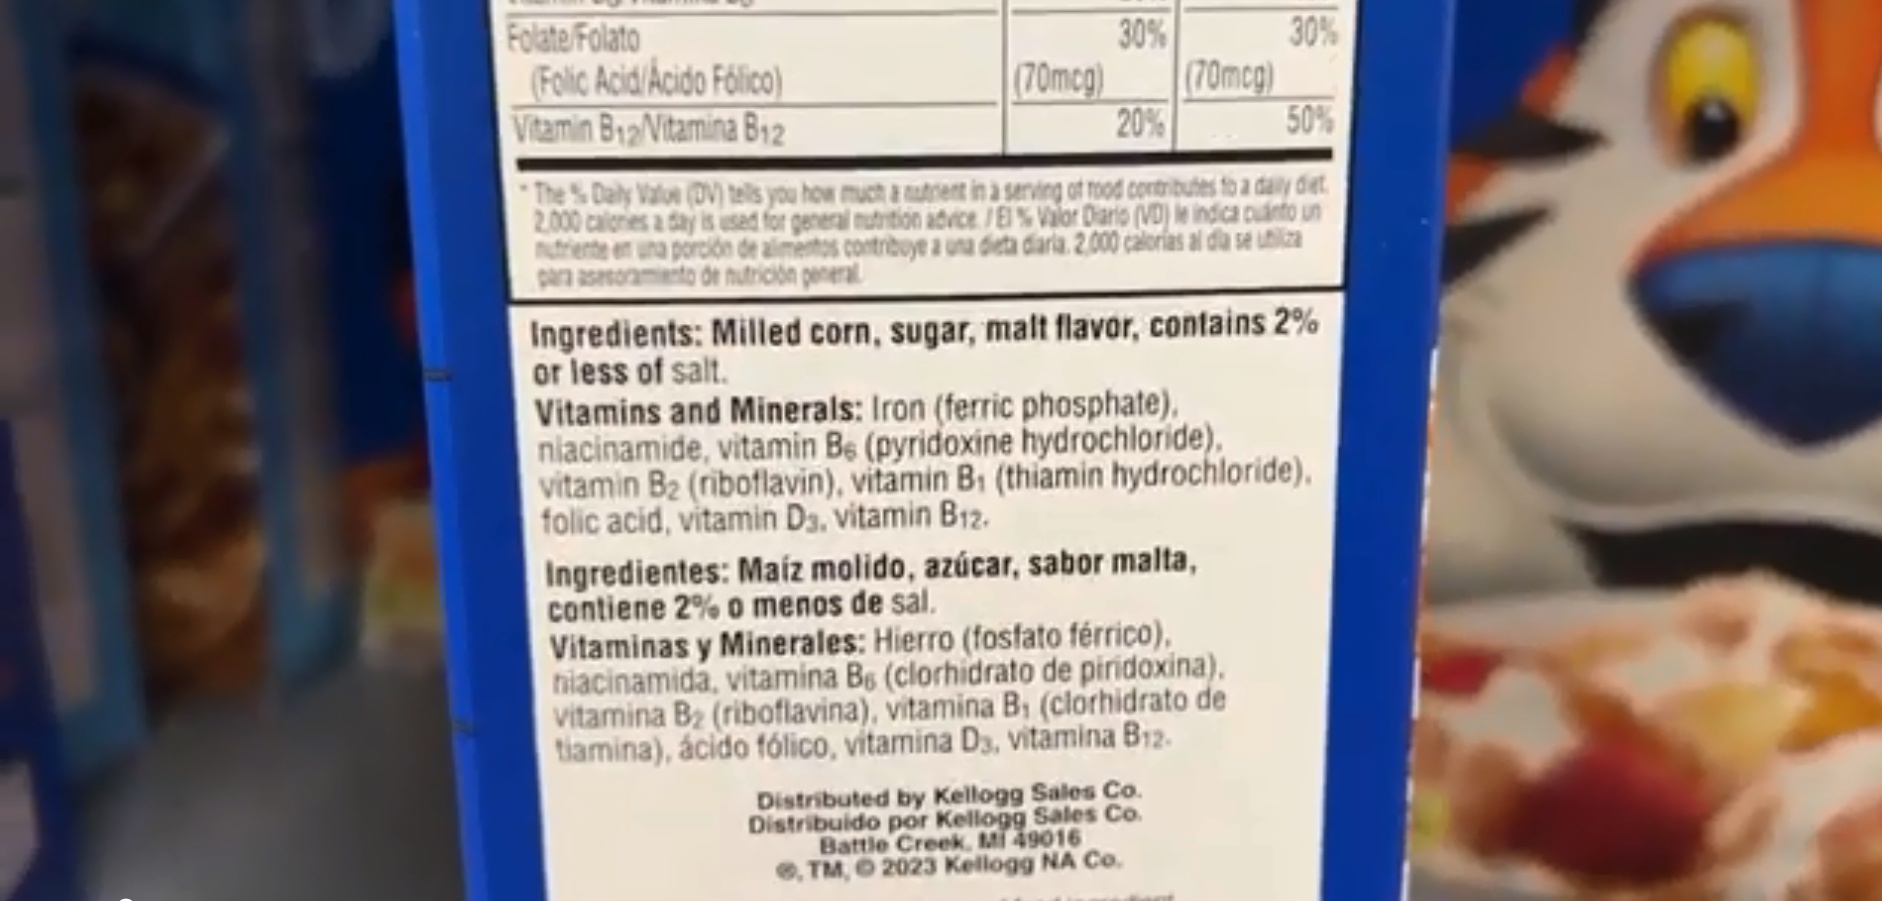 Folate/Folato 30% 30%
(Folic Acid/Ácido Fólico) (70mcg) (70mcg)
Vitamin B12/Vitamina B12 20% 50%
* The % Daily Value (DV) tells you how much a nutrient in a serving of food contributes to a daily diet.
2,000 calories a day is used for general nutrition advice. / El % Valor Diario (VD) le indica cuánto un
nutriente en una porción de alimentos contribuye a una dieta diaria. 2,000 calorías al día se utiliza
para asesoramiento de nutrición general.
Ingredients: Milled corn, sugar, malt flavor, contains 2%
or less of salt.
Vitamins and Minerals: Iron (ferric phosphate),
niacinamide, vitamin B6 (pyridoxine hydrochloride),
vitamin B2 (riboflavin), vitamin B1 (thiamin hydrochloride),
folic acid, vitamin D3, vitamin B12.
Ingredientes: Maíz molido, azúcar, sabor malta,
contiene 2% o menos de sal.
Vitaminas y Minerales: Hierro (fosfato férrico),
niacinamida, vitamina B6 (clorhidrato de piridoxina),
vitamina B2 (riboflavina), vitamina B1 (clorhidrato de
tiamina), ácido fólico, vitamina D3, vitamina B12.
Distributed by Kellogg Sales Co.
Distribuido por Kellogg Sales Co.
Battle Creek, MI 49016
®, TM, © 2023 Kellogg NA Co.